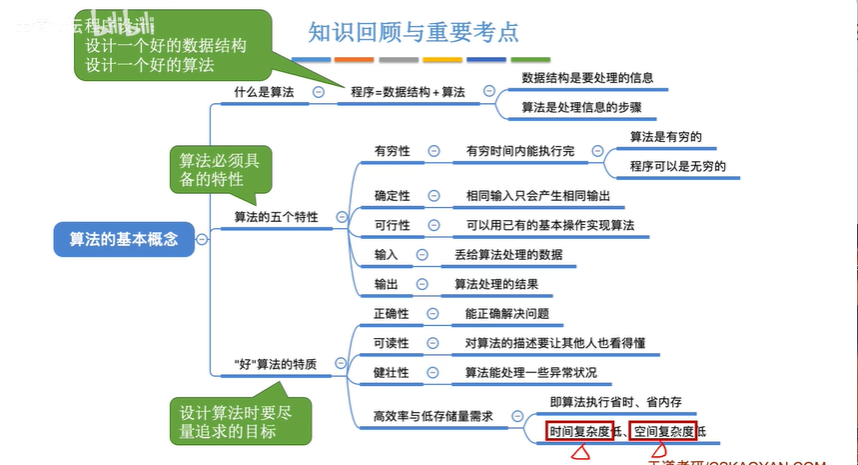 bilibili
知识回顾与重要考点
设计一个好的数据结构
设计一个好的算法
什么是算法
程序=数据结构+算法
数据结构是要处理的信息
算法是处理信息的步骤
算法必须具
备的特性
算法的基本概念
算法的五个特性
有穷性
有穷时间内能执行完
算法是有穷的
程序可以是无穷的
确定性
相同输入只会产生相同输出
可行性
可以用已有的基本操作实现算法
输入
丢给算法处理的数据
输出
算法处理的结果
"好"算法的特质
正确性
能正确解决问题
可读性
对算法的描述要让其他人也看得懂
健壮性
算法能处理一些异常状况
高效率与低存储量需求
即算法执行省时、省内存
时间复杂度低、空间复杂度低
设计算法时要尽
量追求的目标
王道考研/CSKAOYAN.COM